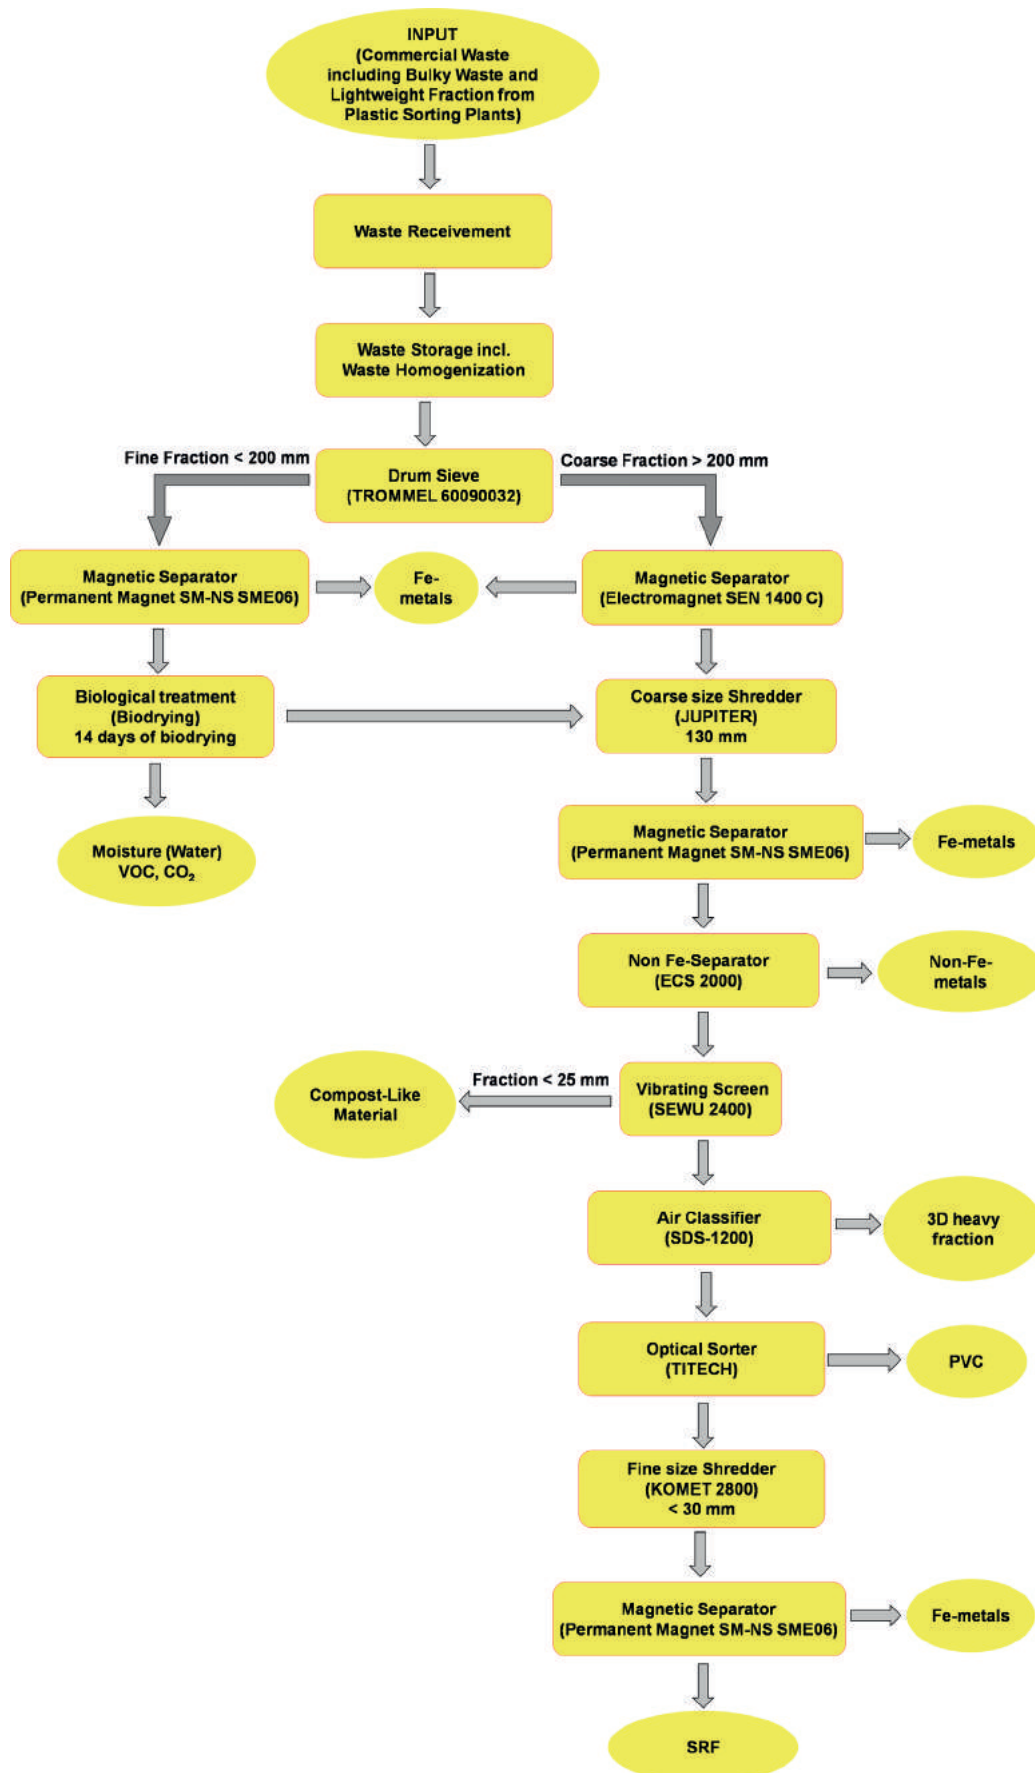 INPUT
(Commercial Waste
including Bulky Waste and
Lightweight Fraction from
Plastic Sorting Plants)
Waste Receivement
Waste Storage incl.
Waste Homogenization
Fine Fraction < 200 mm
Coarse Fraction > 200 mm
Drum Sieve
(TROMMEL 60090032)
Magnetic Separator
(Permanent Magnet SM-NS SME06)
Fe-
metals
Magnetic Separator
(Electromagnet SEN 1400 C)
Biological treatment
(Biodrying)
14 days of biodrying
Coarse size Shredder
(JUPITER)
130 mm
Moisture (Water)
VOC, CO₂
Magnetic Separator
(Permanent Magnet SM-NS SME06)
Fe-metals
Non Fe-Separator
(ECS 2000)
Non-Fe-
metals
Compost-Like
Material
Fraction < 25 mm
Vibrating Screen
(SEWU 2400)
Air Classifier
(SDS-1200)
3D heavy
fraction
Optical Sorter
(TITECH)
PVC
Fine size Shredder
(KOMET 2800)
< 30 mm
Magnetic Separator
(Permanent Magnet SM-NS SME06)
Fe-metals
SRF